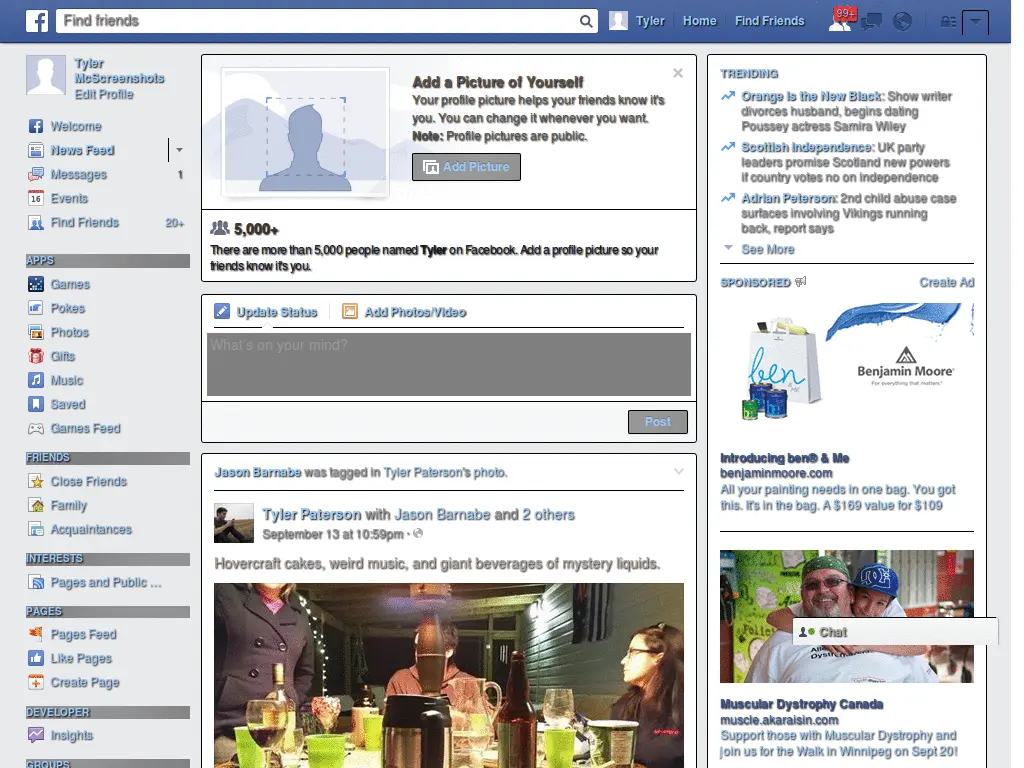 Find friends
Tyler
Home
Find Friends
99+
Tyler
McScreenshots
Edit Profile
Welcome
News Feed
Messages 1
Events
16
Find Friends 20+
APPS
Games
Pokes
Photos
Gifts
Music
Saved
Games Feed
FRIENDS
Close Friends
Family
Acquaintances
INTERESTS
Pages and Public ...
PAGES
Pages Feed
Like Pages
Create Page
DEVELOPER
Insights
GROUPS
Add a Picture of Yourself
Your profile picture helps your friends know it's
you. You can change it whenever you want.
Note: Profile pictures are public.
Add Picture
5,000+
There are more than 5,000 people named Tyler on Facebook. Add a profile picture so your
friends know it's you.
Update Status
Add Photos/Video
What's on your mind?
Post
Jason Barnabe was tagged in Tyler Paterson's photo.
Tyler Paterson with Jason Barnabe and 2 others
September 13 at 10:59pm ·
Hovercraft cakes, weird music, and giant beverages of mystery liquids.
TRENDING
Orange Is the New Black: Show writer
divorces husband, begins dating
Poussey actress Samira Wiley
Scottish Independence: UK party
leaders promise Scotland new powers
if country votes no on independence
Adrian Peterson: 2nd child abuse case
surfaces involving Vikings running
back, report says
See More
SPONSORED
Create Ad
ben
& ME
Benjamin Moore®
For everything that matters.™
Introducing ben® & Me
benjaminmoore.com
All your painting needs in one bag. You got
this. It's in the bag. A $169 value for $109
Chat
Muscular Dystrophy Canada
muscle.akaraisin.com
Support those with Muscular Dystrophy and
join us for the Walk in Winnipeg on Sept 20!